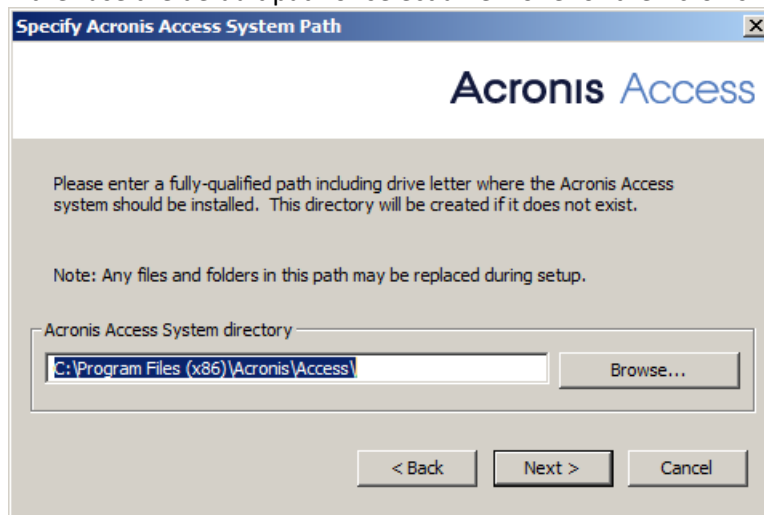 Specify Acronis Access System Path
Acronis Access
Please enter a fully-qualified path including drive letter where the Acronis Access
system should be installed. This directory will be created if it does not exist.
Note: Any files and folders in this path may be replaced during setup.
Acronis Access System directory
C:\Program Files (x86)\Acronis\Access\
Browse...
< Back
Next >
Cancel